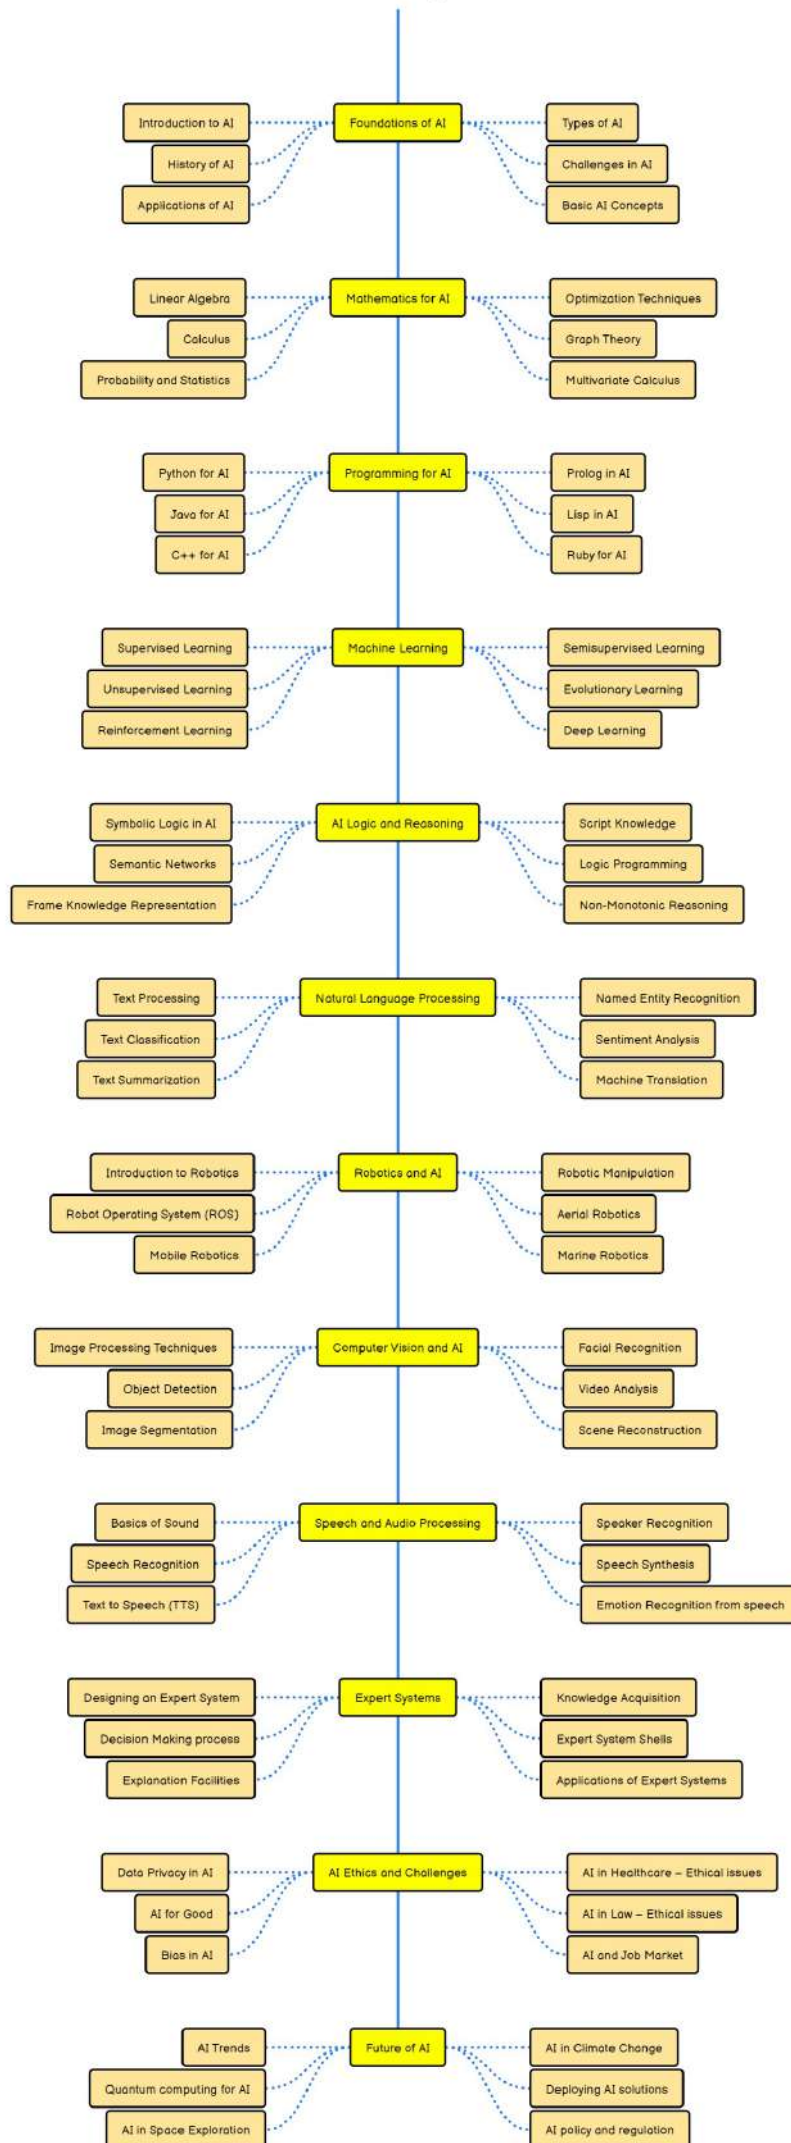 Introduction to AI
Foundations of AI
Types of AI
History of AI
Challenges in AI
Applications of AI
Basic AI Concepts
Linear Algebra
Mathematics for AI
Optimization Techniques
Calculus
Graph Theory
Probability and Statistics
Multivariate Calculus
Python for AI
Programming for AI
Prolog in AI
Java for AI
Lisp in AI
C++ for AI
Ruby for AI
Supervised Learning
Machine Learning
Semisupervised Learning
Unsupervised Learning
Evolutionary Learning
Reinforcement Learning
Deep Learning
Symbolic Logic in AI
AI Logic and Reasoning
Script Knowledge
Semantic Networks
Logic Programming
Frame Knowledge Representation
Non-Monotonic Reasoning
Text Processing
Natural Language Processing
Named Entity Recognition
Text Classification
Sentiment Analysis
Text Summarization
Machine Translation
Introduction to Robotics
Robotics and AI
Robotic Manipulation
Robot Operating System (ROS)
Aerial Robotics
Mobile Robotics
Marine Robotics
Image Processing Techniques
Computer Vision and AI
Facial Recognition
Object Detection
Video Analysis
Image Segmentation
Scene Reconstruction
Basics of Sound
Speech and Audio Processing
Speaker Recognition
Speech Recognition
Speech Synthesis
Text to Speech (TTS)
Emotion Recognition from speech
Designing an Expert System
Expert Systems
Knowledge Acquisition
Decision Making process
Expert System Shells
Explanation Facilities
Applications of Expert Systems
Data Privacy in AI
AI Ethics and Challenges
AI in Healthcare – Ethical issues
AI for Good
AI in Law – Ethical issues
Bias in AI
AI and Job Market
AI Trends
Future of AI
AI in Climate Change
Quantum computing for AI
Deploying AI solutions
AI in Space Exploration
AI policy and regulation